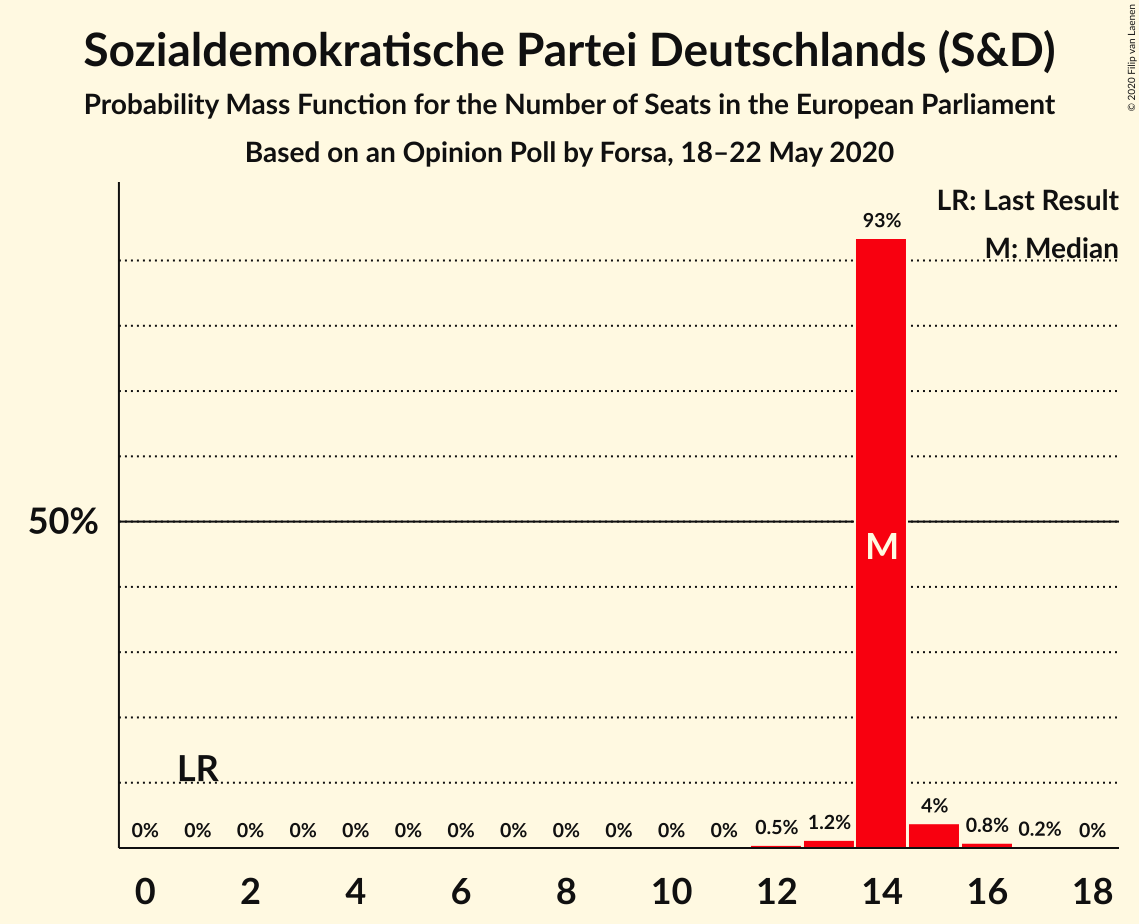 Sozialdemokratische Partei Deutschlands (S&D)
Probability Mass Function for the Number of Seats in the European Parliament
Based on an Opinion Poll by Forsa, 18–22 May 2020
© 2020 Filip van Laenen
LR: Last Result
M: Median
93%
50%
M
LR
0% 0% 0% 0% 0% 0% 0% 0% 0% 0% 0% 0% 0.5% 1.2% 4% 0.8% 0.2% 0%
0 2 4 6 8 10 12 14 16 18